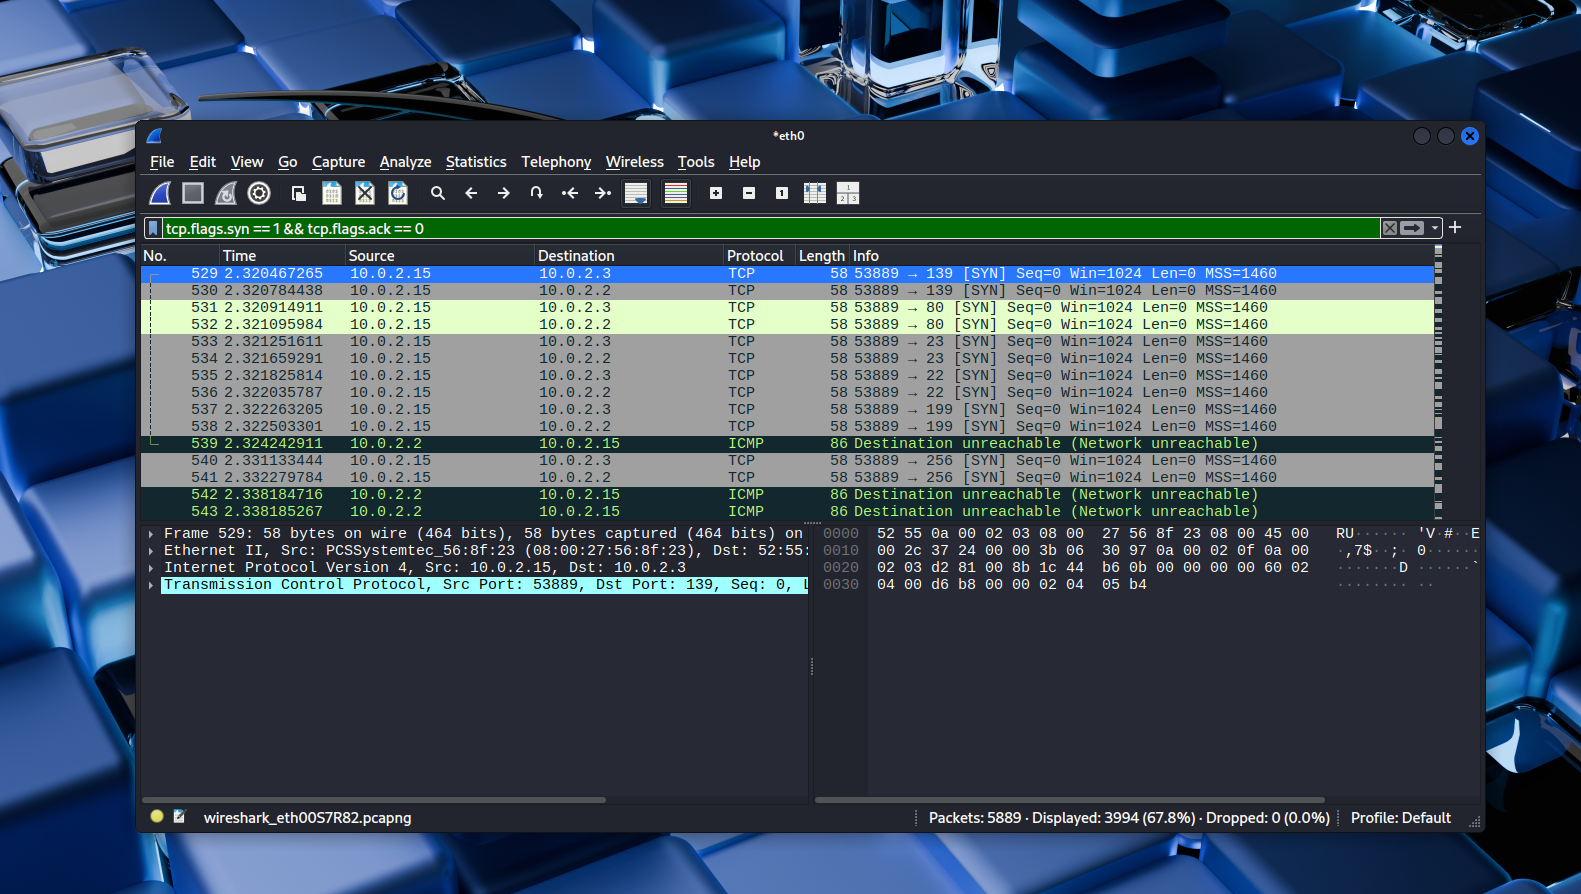 *eth0
File Edit View Go Capture Analyze Statistics Telephony Wireless Tools Help
tcp.flags.syn == 1 && tcp.flags.ack == 0
No. Time Source Destination Protocol Length Info
529 2.320467265 10.0.2.15 10.0.2.3 TCP 58 53889 → 139 [SYN] Seq=0 Win=1024 Len=0 MSS=1460
530 2.320784438 10.0.2.15 10.0.2.2 TCP 58 53889 → 139 [SYN] Seq=0 Win=1024 Len=0 MSS=1460
531 2.320914911 10.0.2.15 10.0.2.3 TCP 58 53889 → 80 [SYN] Seq=0 Win=1024 Len=0 MSS=1460
532 2.321095984 10.0.2.15 10.0.2.2 TCP 58 53889 → 80 [SYN] Seq=0 Win=1024 Len=0 MSS=1460
533 2.321251611 10.0.2.15 10.0.2.3 TCP 58 53889 → 23 [SYN] Seq=0 Win=1024 Len=0 MSS=1460
534 2.321659291 10.0.2.15 10.0.2.2 TCP 58 53889 → 23 [SYN] Seq=0 Win=1024 Len=0 MSS=1460
535 2.321825814 10.0.2.15 10.0.2.3 TCP 58 53889 → 22 [SYN] Seq=0 Win=1024 Len=0 MSS=1460
536 2.322035787 10.0.2.15 10.0.2.2 TCP 58 53889 → 22 [SYN] Seq=0 Win=1024 Len=0 MSS=1460
537 2.322263205 10.0.2.15 10.0.2.3 TCP 58 53889 → 199 [SYN] Seq=0 Win=1024 Len=0 MSS=1460
538 2.322503301 10.0.2.15 10.0.2.2 TCP 58 53889 → 199 [SYN] Seq=0 Win=1024 Len=0 MSS=1460
539 2.324242911 10.0.2.2 10.0.2.15 ICMP 86 Destination unreachable (Network unreachable)
540 2.331133444 10.0.2.15 10.0.2.3 TCP 58 53889 → 256 [SYN] Seq=0 Win=1024 Len=0 MSS=1460
541 2.332279784 10.0.2.15 10.0.2.2 TCP 58 53889 → 256 [SYN] Seq=0 Win=1024 Len=0 MSS=1460
542 2.338184716 10.0.2.2 10.0.2.15 ICMP 86 Destination unreachable (Network unreachable)
543 2.338185267 10.0.2.2 10.0.2.15 ICMP 86 Destination unreachable (Network unreachable)
Frame 529: 58 bytes on wire (464 bits), 58 bytes captured (464 bits) on
Ethernet II, Src: PCSSystemtec_56:8f:23 (08:00:27:56:8f:23), Dst: 52:55:
Internet Protocol Version 4, Src: 10.0.2.15, Dst: 10.0.2.3
Transmission Control Protocol, Src Port: 53889, Dst Port: 139, Seq: 0, L
0000 52 55 0a 00 02 03 08 00 27 56 8f 23 08 00 45 00 RU······ 'V·#··E
0010 00 2c 37 24 00 00 3b 06 30 97 0a 00 02 0f 0a 00 ·,7$··;· 0·······
0020 02 03 d2 81 00 8b 1c 44 b6 0b 00 00 00 00 60 02 ·······D ······`
0030 04 00 d6 b8 00 00 02 04 05 b4 ········ ··
wireshark_eth00S7R82.pcapng
Packets: 5889 · Displayed: 3994 (67.8%) · Dropped: 0 (0.0%)
Profile: Default